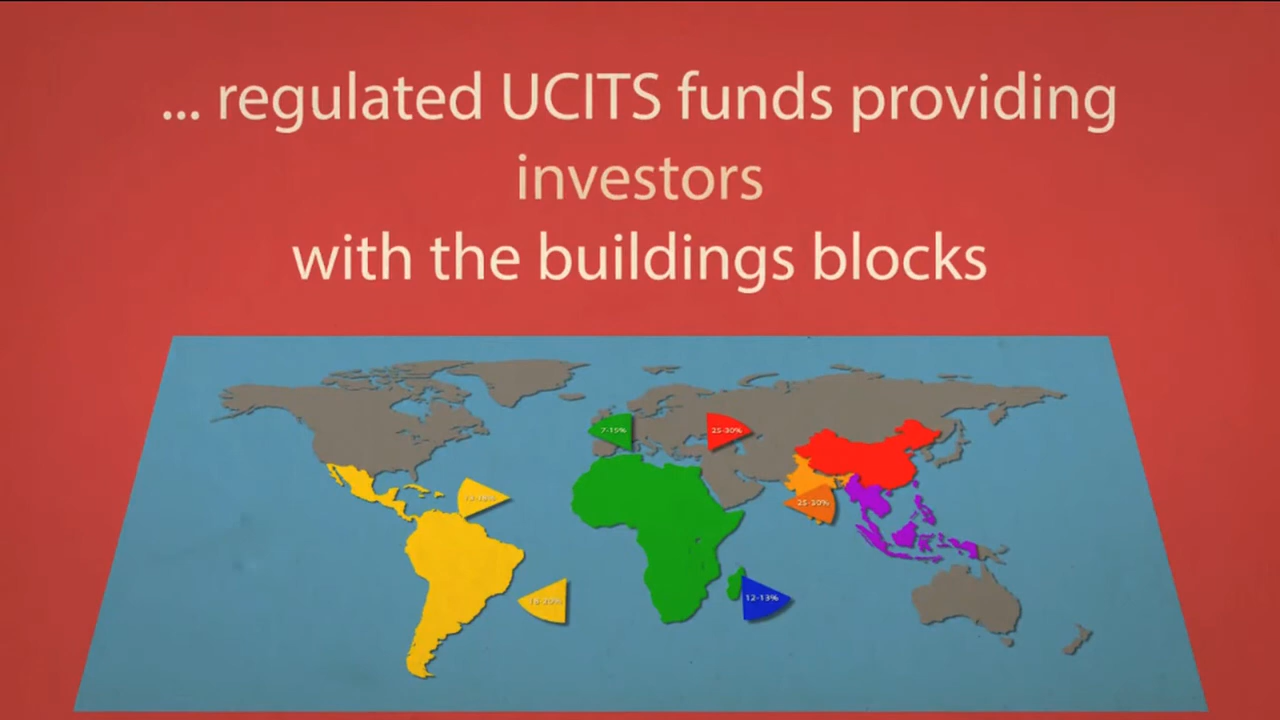 ... regulated UCITS funds providing
investors
with the buildings blocks
7-15%
25-30%
25-30%
12-13%